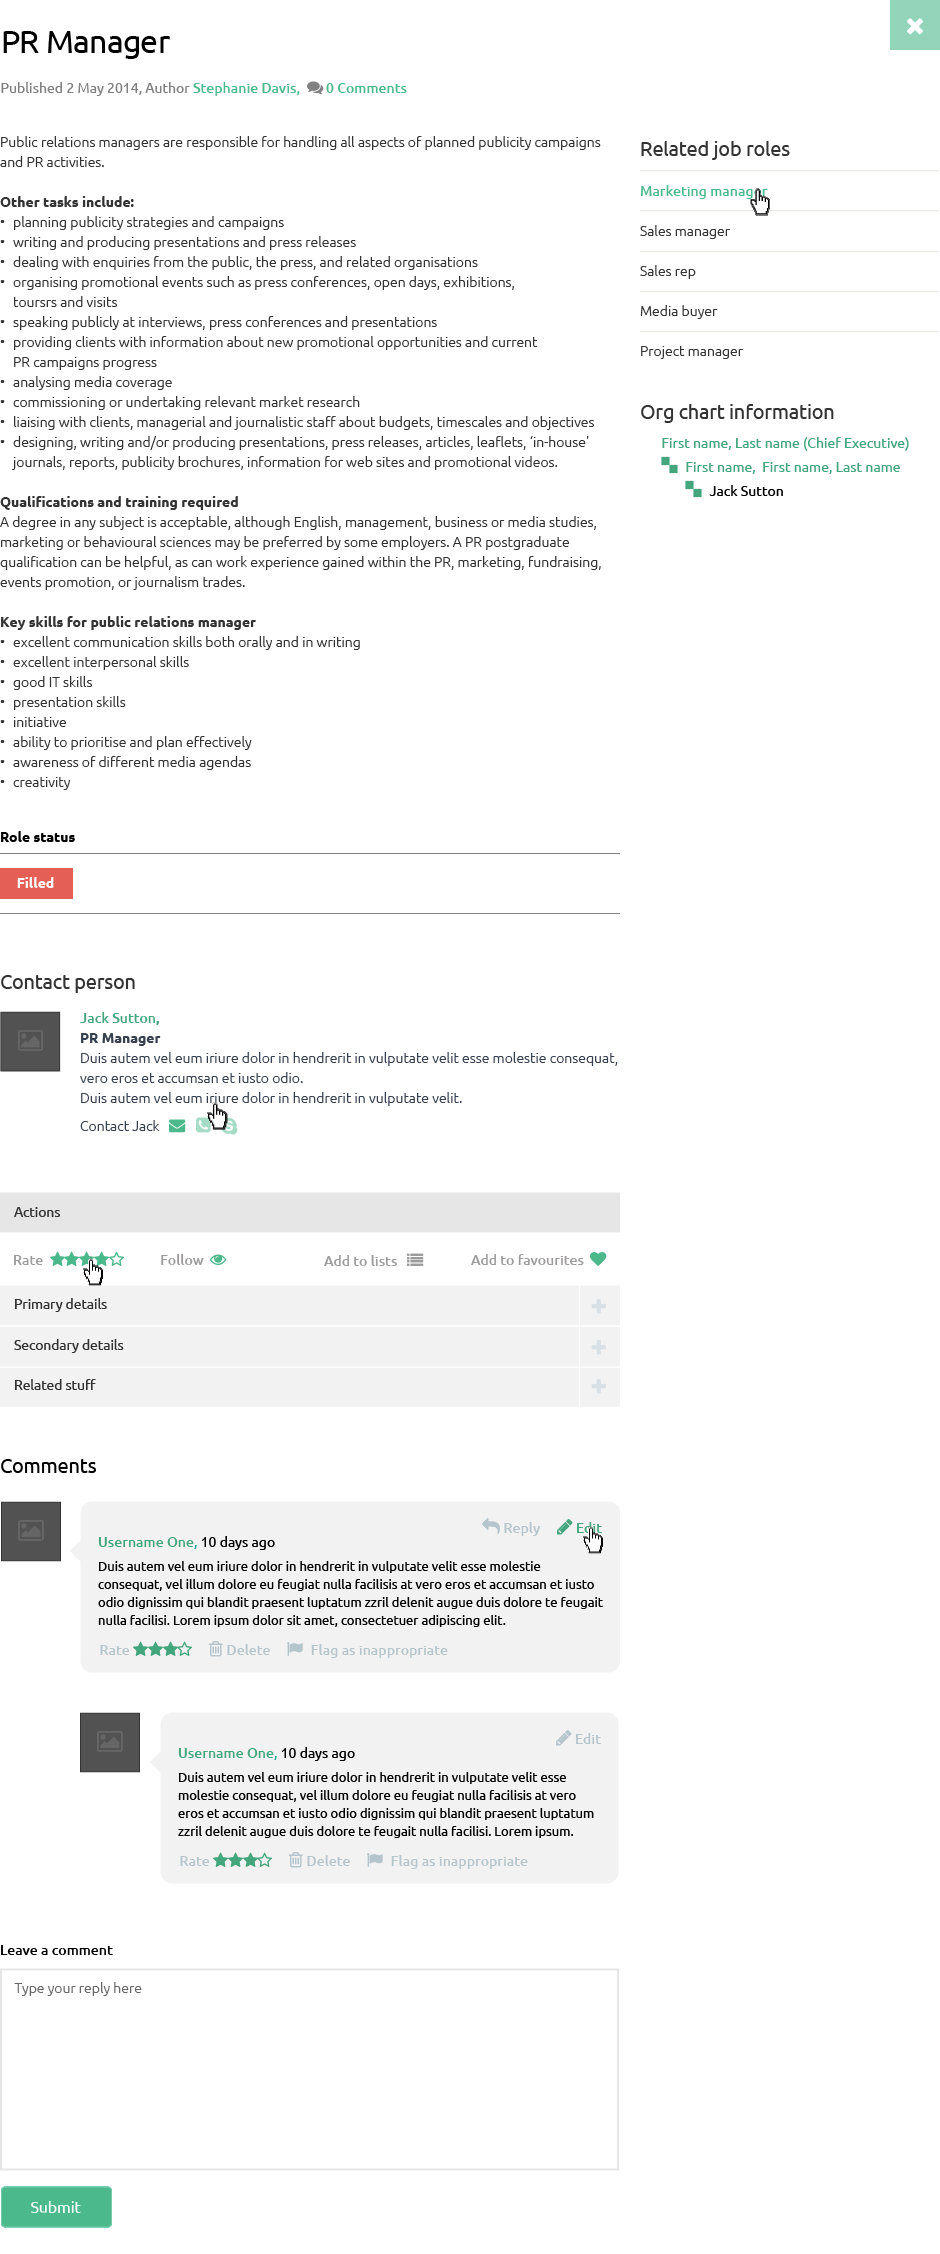 PR Manager
Published 2 May 2014, Author Stephanie Davis, 0 Comments
Public relations managers are responsible for handling all aspects of planned publicity campaigns
and PR activities.
Other tasks include:
• planning publicity strategies and campaigns
• writing and producing presentations and press releases
• dealing with enquiries from the public, the press, and related organisations
• organising promotional events such as press conferences, open days, exhibitions,
toursrs and visits
• speaking publicly at interviews, press conferences and presentations
• providing clients with information about new promotional opportunities and current
PR campaigns progress
• analysing media coverage
• commissioning or undertaking relevant market research
• liaising with clients, managerial and journalistic staff about budgets, timescales and objectives
• designing, writing and/or producing presentations, press releases, articles, leaflets, ‘in-house'
journals, reports, publicity brochures, information for web sites and promotional videos.
Qualifications and training required
A degree in any subject is acceptable, although English, management, business or media studies,
marketing or behavioural sciences may be preferred by some employers. A PR postgraduate
qualification can be helpful, as can work experience gained within the PR, marketing, fundraising,
events promotion, or journalism trades.
Key skills for public relations manager
• excellent communication skills both orally and in writing
• excellent interpersonal skills
• good IT skills
• presentation skills
• initiative
• ability to prioritise and plan effectively
• awareness of different media agendas
• creativity
Role status
Filled
Related job roles
Marketing manager
Sales manager
Sales rep
Media buyer
Project manager
Org chart information
First name, Last name (Chief Executive)
First name, First name, Last name
Jack Sutton
Contact person
Jack Sutton,
PR Manager
Duis autem vel eum iriure dolor in hendrerit in vulputate velit esse molestie consequat,
vero eros et accumsan et iusto odio.
Duis autem vel eum iriure dolor in hendrerit in vulputate velit.
Contact Jack
Actions
Rate Follow Add to lists Add to favourites
Primary details
Secondary details
Related stuff
Comments
Reply Edit
Username One, 10 days ago
Duis autem vel eum iriure dolor in hendrerit in vulputate velit esse molestie
consequat, vel illum dolore eu feugiat nulla facilisis at vero eros et accumsan et iusto
odio dignissim qui blandit praesent luptatum zzril delenit augue duis dolore te feugait
nulla facilisi. Lorem ipsum dolor sit amet, consectetuer adipiscing elit.
Rate Delete Flag as inappropriate
Edit
Username One, 10 days ago
Duis autem vel eum iriure dolor in hendrerit in vulputate velit esse
molestie consequat, vel illum dolore eu feugiat nulla facilisis at vero
eros et accumsan et iusto odio dignissim qui blandit praesent luptatum
zzril delenit augue duis dolore te feugait nulla facilisi. Lorem ipsum.
Rate Delete Flag as inappropriate
Leave a comment
Type your reply here
Submit